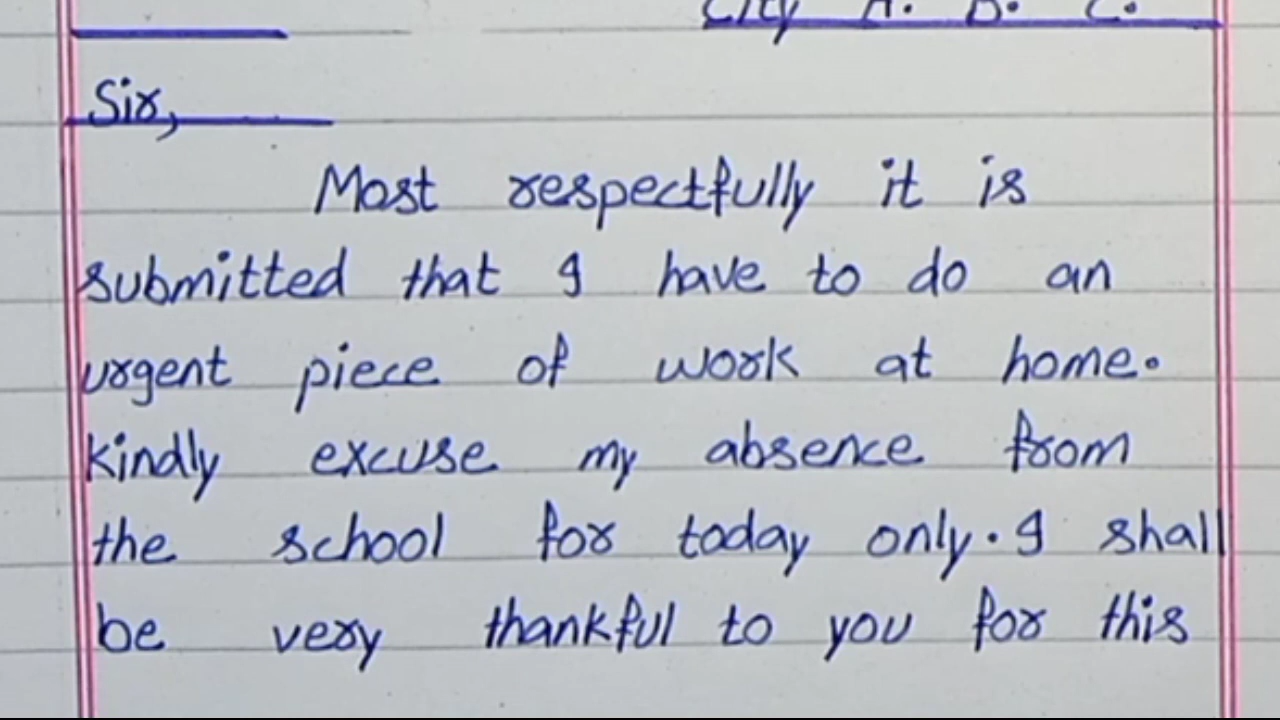 City A. B. C.
Sir,
Most respectfully it is
submitted that I have to do an
urgent piece of work at home.
kindly excuse my absence from
the school for today only. I shall
be very thankful to you for this